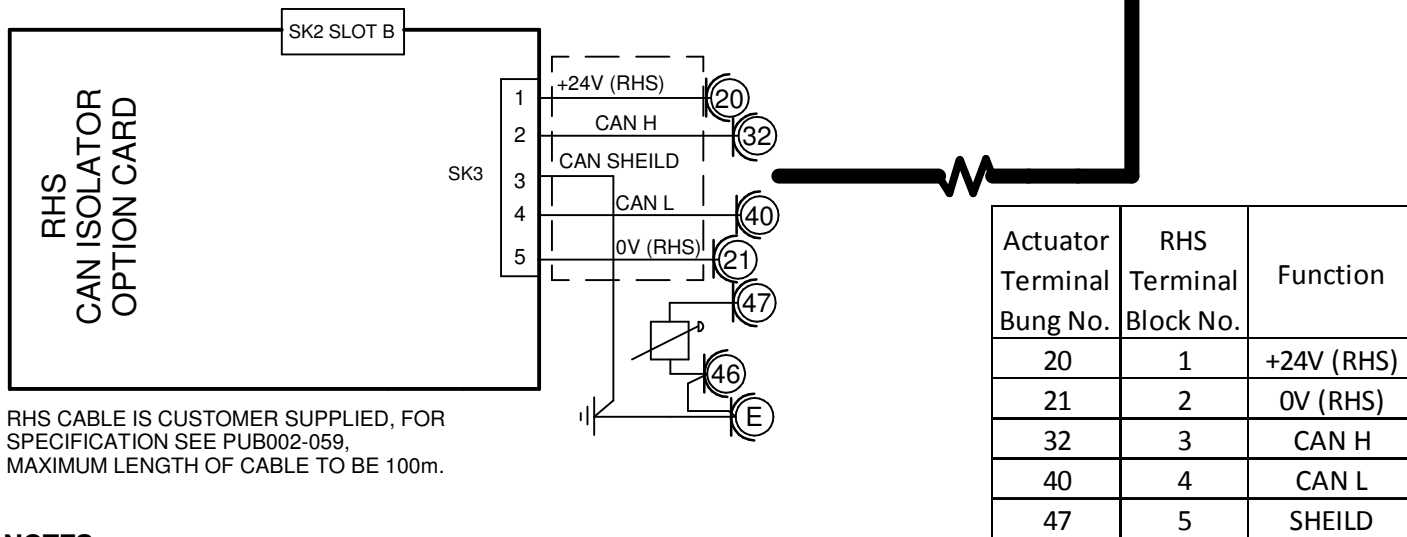 SK2 SLOT B
RHS
CAN ISOLATOR
OPTION CARD
SK3
1
2
3
4
5
+24V (RHS)
CAN H
CAN SHEILD
CAN L
0V (RHS)
20
32
40
21
47
46
E
RHS CABLE IS CUSTOMER SUPPLIED, FOR
SPECIFICATION SEE PUB002-059,
MAXIMUM LENGTH OF CABLE TO BE 100m.
Actuator Terminal Bung No. RHS Terminal Block No. Function
20 1 +24V (RHS)
21 2 0V (RHS)
32 3 CAN H
40 4 CAN L
47 5 SHEILD